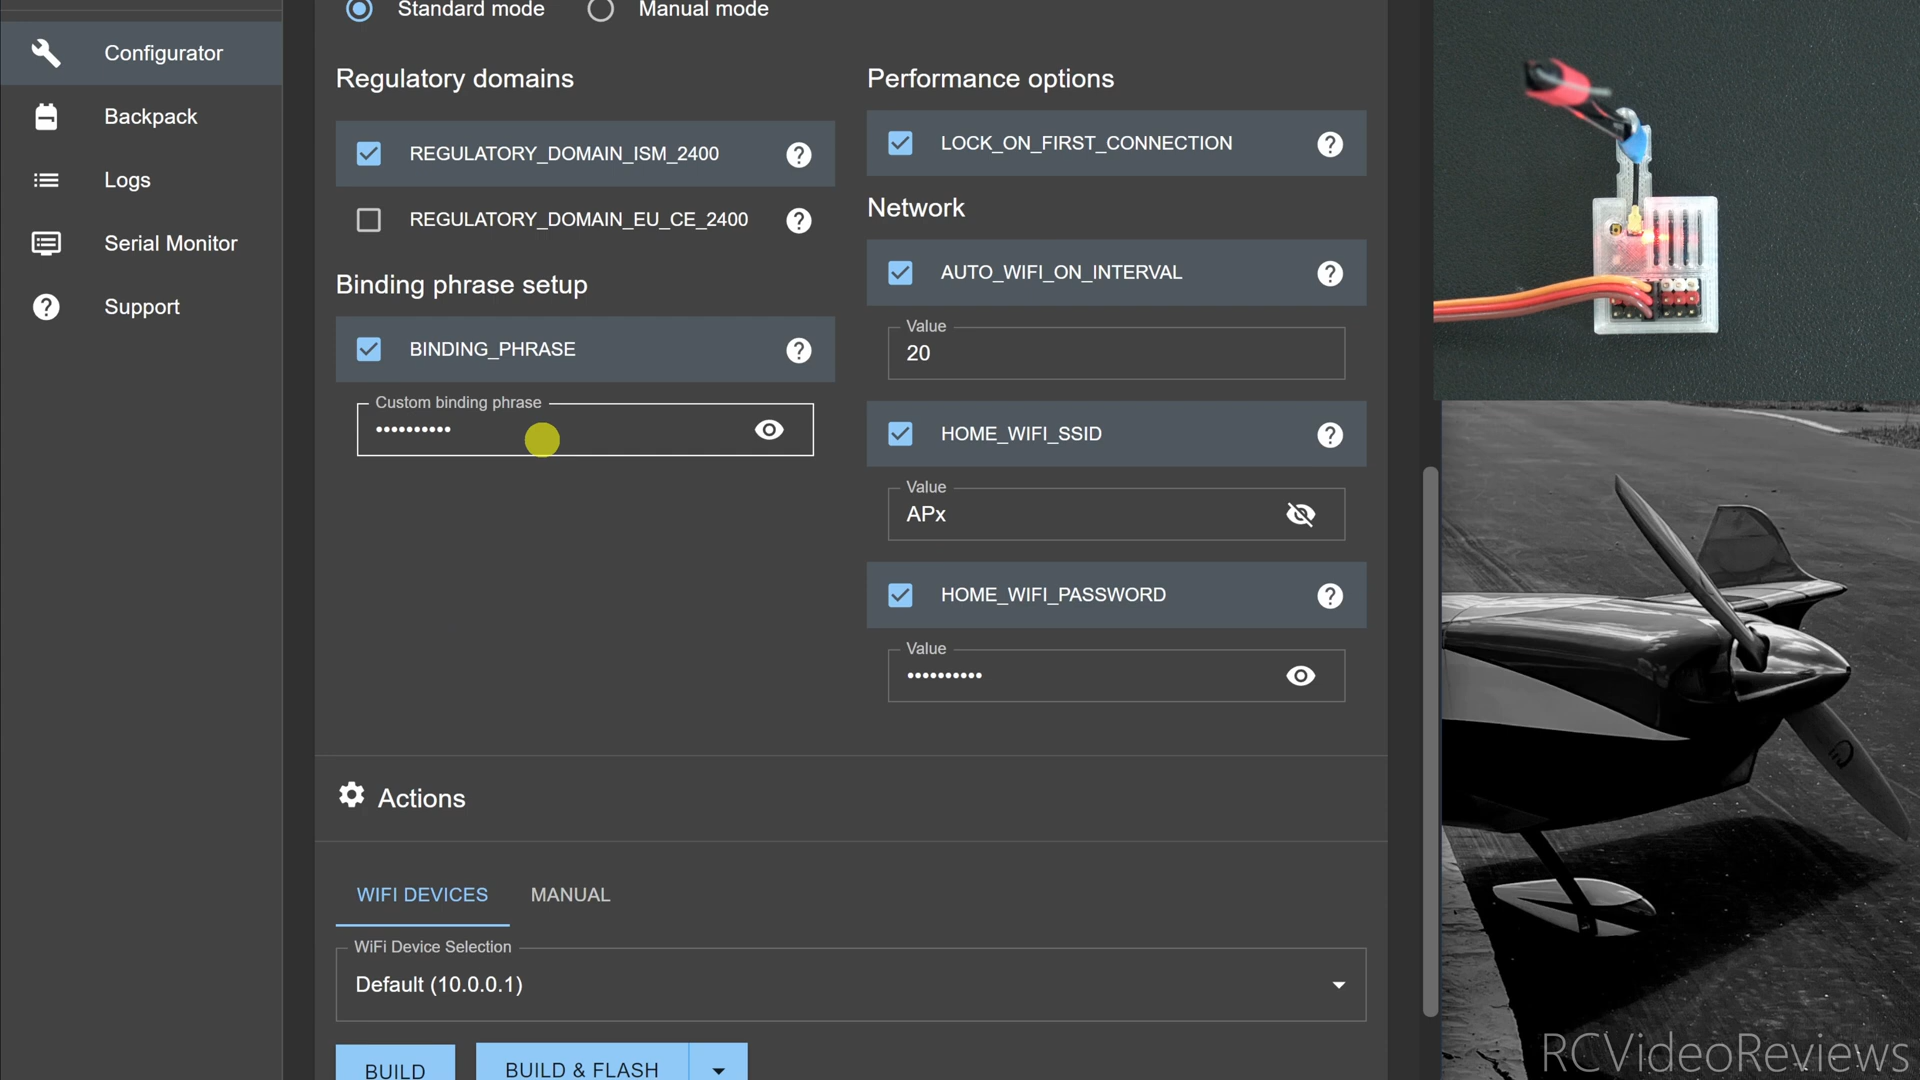 Standard mode
Manual mode
Configurator
Backpack
Logs
Serial Monitor
Support
Regulatory domains
REGULATORY_DOMAIN_ISM_2400
REGULATORY_DOMAIN_EU_CE_2400
Binding phrase setup
BINDING_PHRASE
Custom binding phrase
••••••••••
Performance options
LOCK_ON_FIRST_CONNECTION
Network
AUTO_WIFI_ON_INTERVAL
Value
20
HOME_WIFI_SSID
Value
APx
HOME_WIFI_PASSWORD
Value
••••••••••
Actions
WIFI DEVICES
MANUAL
WiFi Device Selection
Default (10.0.0.1)
BUILD
BUILD & FLASH
RCVideoReviews